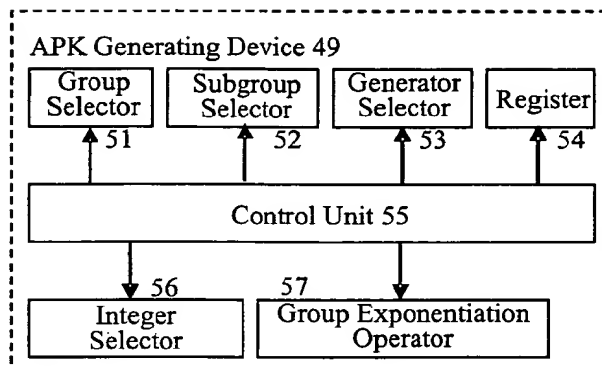 APK Generating Device 49
Group
Selector
51
Subgroup
Selector
52
Generator
Selector
53
Register
54
Control Unit 55
56
Integer
Selector
57
Group Exponentiation
Operator